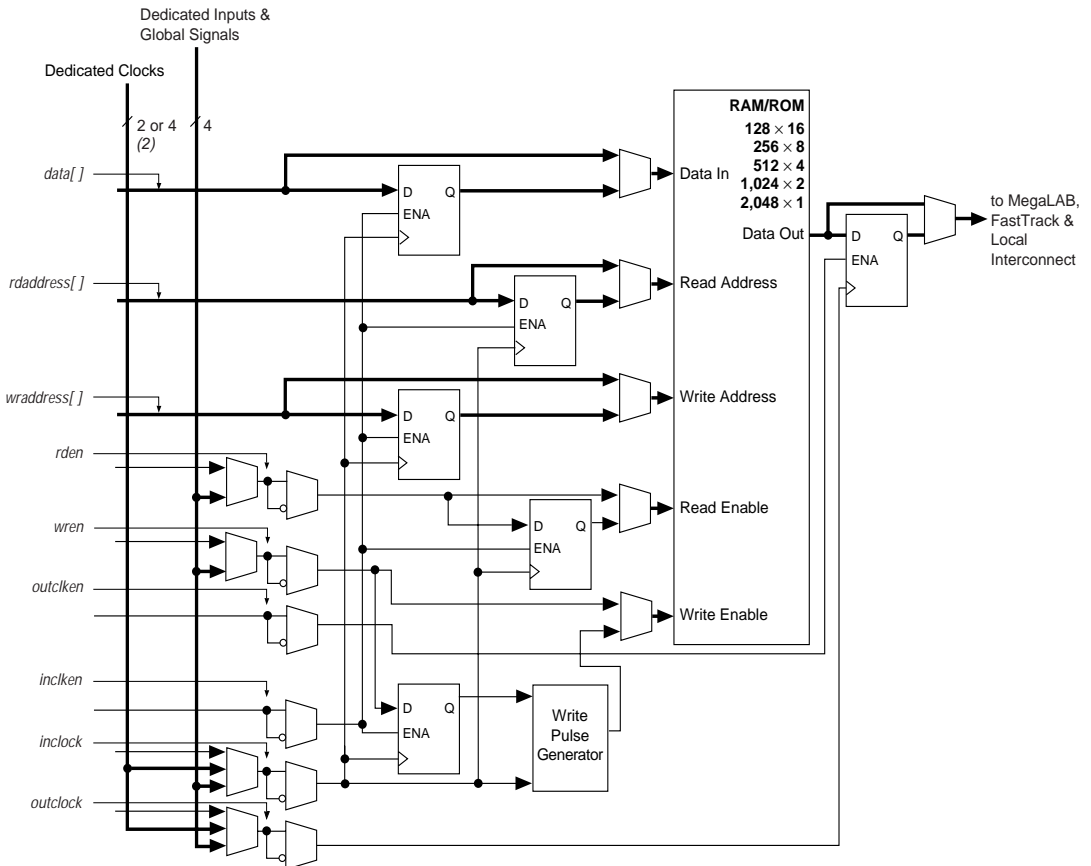 Dedicated Inputs &
Global Signals
Dedicated Clocks
2 or 4
(2)
4
RAM/ROM
128 × 16
256 × 8
512 × 4
1,024 × 2
2,048 × 1
data[ ]
D Q
ENA
Data In
Data Out
D Q
ENA
to MegaLAB,
FastTrack &
Local
Interconnect
rdaddress[ ]
D Q
ENA
Read Address
wraddress[ ]
D Q
ENA
Write Address
rden
D Q
ENA
Read Enable
wren
outclken
Write Enable
inclken
D Q
ENA
Write
Pulse
Generator
inclock
outclock